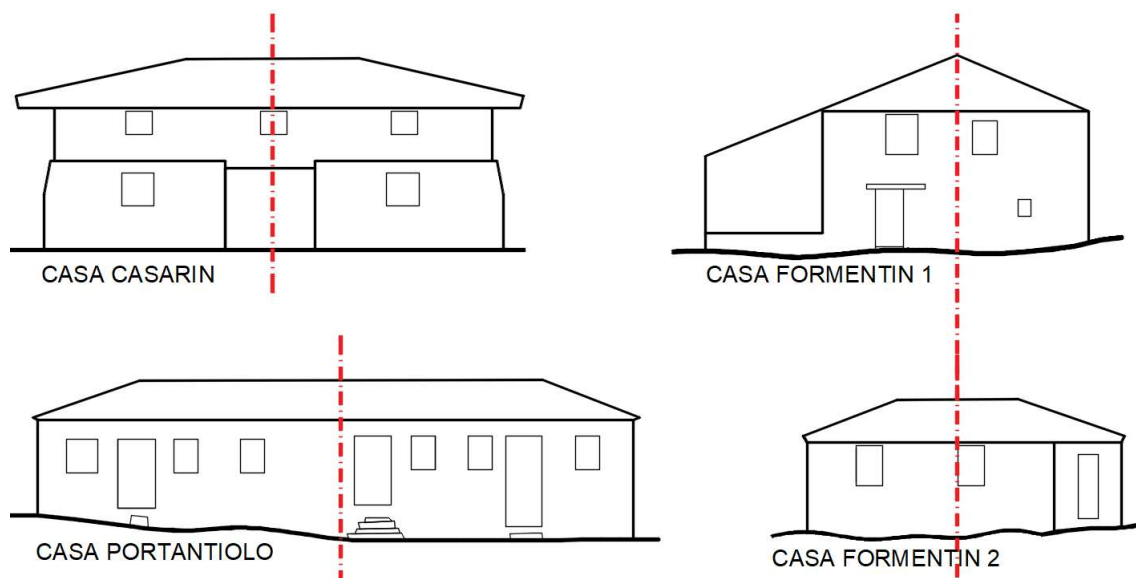 CASA CASARIN
CASA FORMENTIN 1
CASA PORTANTIOLO
CASA FORMENTIN 2